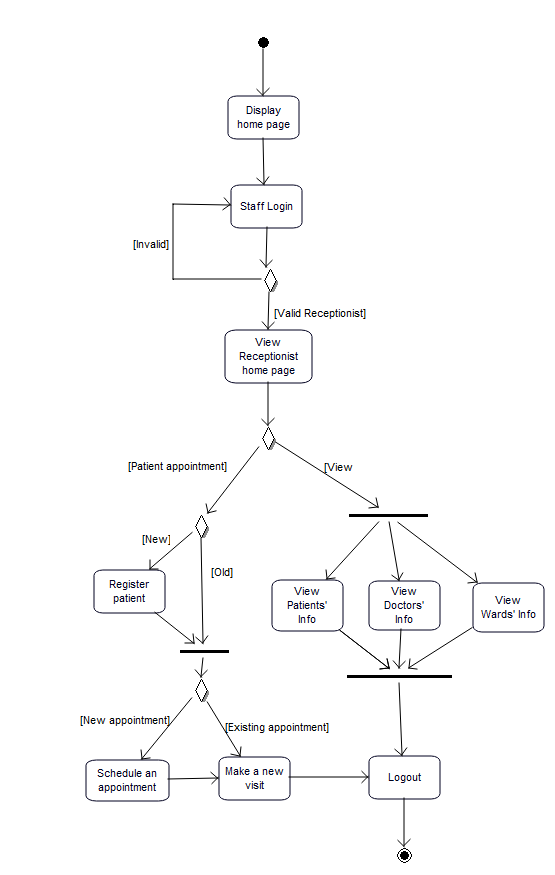 Display
home page
Staff Login
[Invalid]
[Valid Receptionist]
View
Receptionist
home page
[Patient appointment]
[View
[New]
[Old]
Register
patient
View
Patients'
Info
View
Doctors'
Info
View
Wards' Info
[New appointment]
[Existing appointment]
Schedule an
appointment
Make a new
visit
Logout